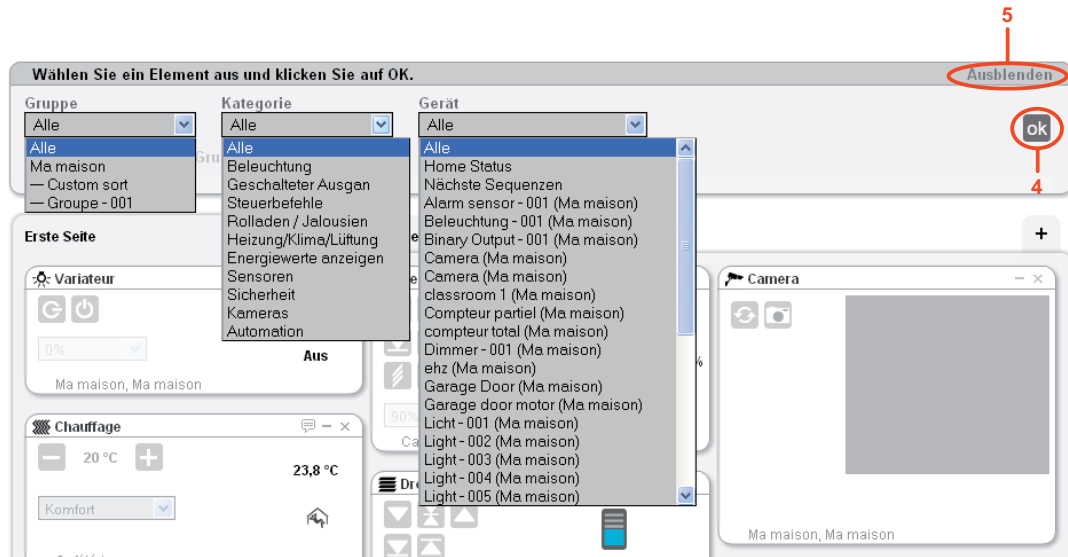 5
Wählen Sie ein Element aus und klicken Sie auf OK.
Ausblenden
Gruppe
Kategorie
Gerät
Alle
Alle
Alle
ok
4
Alle
Ma maison
— Custom sort
— Groupe - 001
Gru
Alle
Beleuchtung
Geschalteter Ausgan
Steuerbefehle
Rolladen / Jalousien
Heizung/Klima/Lüftung
Energiewerte anzeigen
Sensoren
Sicherheit
Kameras
Automation
Alle
Home Status
Nächste Sequenzen
Alarm sensor - 001 (Ma maison)
Beleuchtung - 001 (Ma maison)
Binary Output - 001 (Ma maison)
Camera (Ma maison)
Camera (Ma maison)
classroom 1 (Ma maison)
Compteur partiel (Ma maison)
compteur total (Ma maison)
Dimmer - 001 (Ma maison)
ehz (Ma maison)
Garage Door (Ma maison)
Garage door motor (Ma maison)
Licht - 001 (Ma maison)
Light - 002 (Ma maison)
Light - 003 (Ma maison)
Light - 004 (Ma maison)
Light - 005 (Ma maison)
Erste Seite
+
Variateur
0%
Aus
Ma maison, Ma maison
Chauffage
20 °C
23,8 °C
Komfort
90%
Ca
%
Dr
Camera
Ma maison, Ma maison